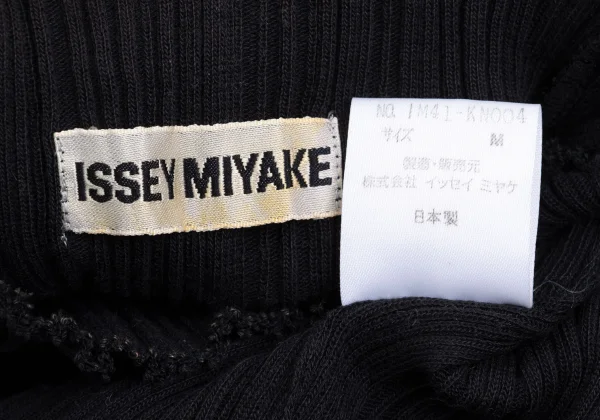 ISSEY MIYAKE
NO. IM41-KN004
サイズ M
製造・販売元
株式会社 イッセイ ミヤケ
日本製